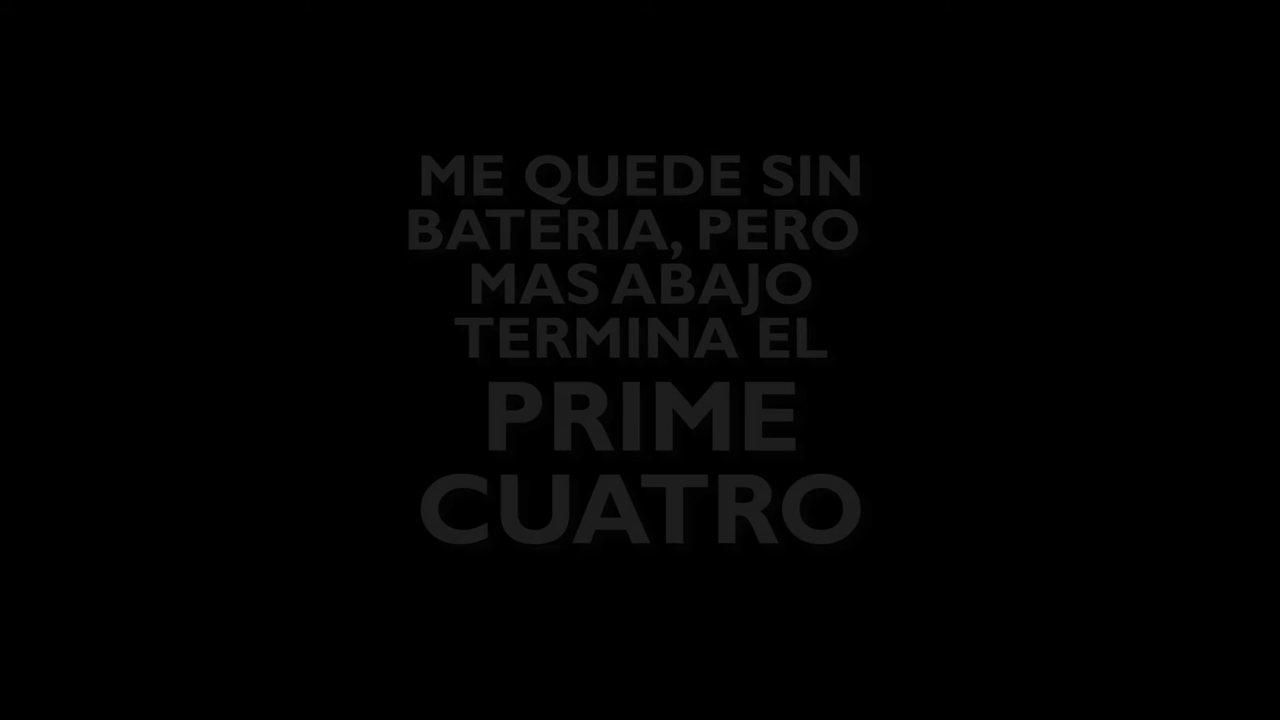 ME QUEDE SIN
BATERIA, PERO
MAS ABAJO
TERMINA EL
PRIME
CUATRO